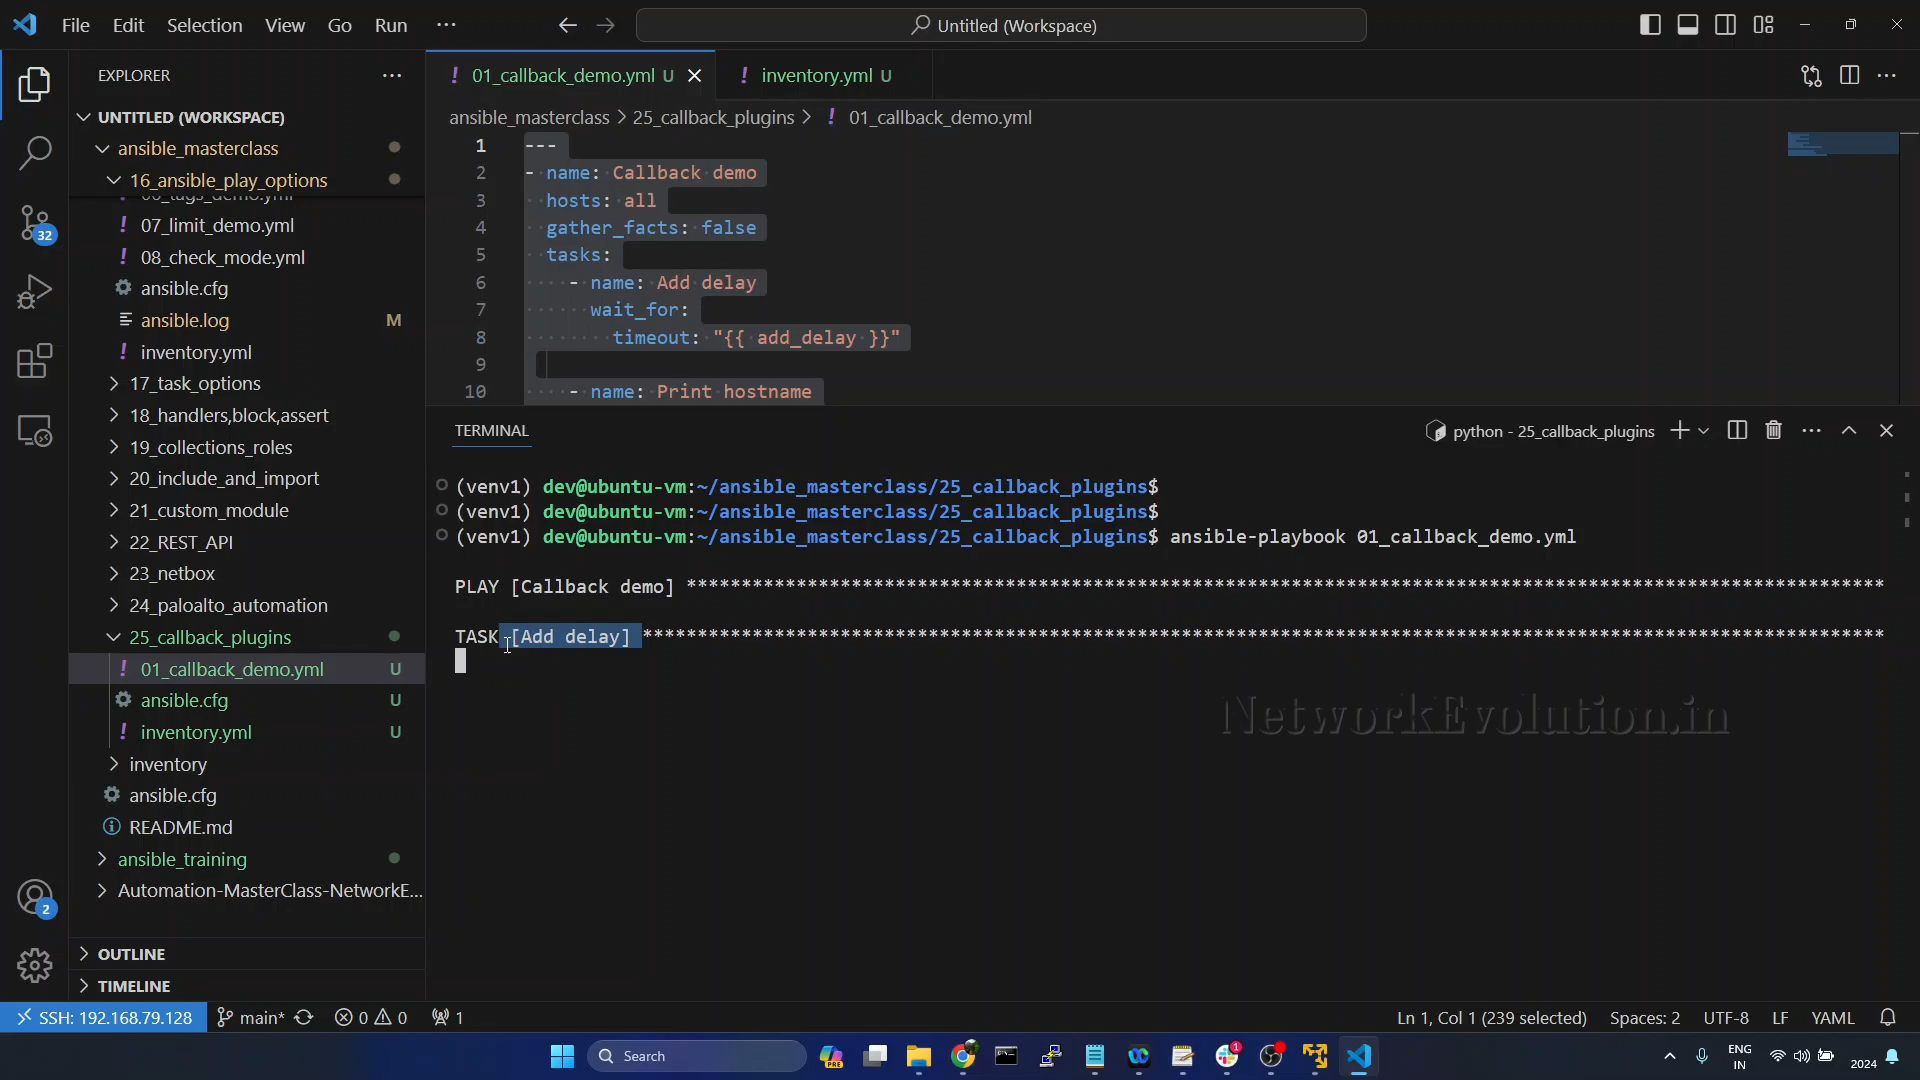 File Edit Selection View Go Run ···
Untitled (Workspace)
EXPLORER
UNTITLED (WORKSPACE)
ansible_masterclass
16_ansible_play_options
07_limit_demo.yml
08_check_mode.yml
ansible.cfg
ansible.log M
inventory.yml
17_task_options
18_handlers,block,assert
19_collections_roles
20_include_and_import
21_custom_module
22_REST_API
23_netbox
24_paloalto_automation
25_callback_plugins
01_callback_demo.yml U
ansible.cfg U
inventory.yml U
inventory
ansible.cfg
README.md
ansible_training
Automation-MasterClass-NetworkE...
OUTLINE
TIMELINE
32
2
! 01_callback_demo.yml U
! inventory.yml U
ansible_masterclass > 25_callback_plugins > ! 01_callback_demo.yml
1 ---
2 - name: Callback demo
3 hosts: all
4 gather_facts: false
5 tasks:
6 - name: Add delay
7 wait_for:
8 timeout: "{{ add_delay }}"
9
10 - name: Print hostname
TERMINAL
python - 25_callback_plugins
(venv1) dev@ubuntu-vm:~/ansible_masterclass/25_callback_plugins$
(venv1) dev@ubuntu-vm:~/ansible_masterclass/25_callback_plugins$
(venv1) dev@ubuntu-vm:~/ansible_masterclass/25_callback_plugins$ ansible-playbook 01_callback_demo.yml
PLAY [Callback demo] ****
TASK [Add delay] ****
NetworkEvolution.in
SSH: 192.168.79.128 main* 0 0 1
Ln 1, Col 1 (239 selected) Spaces: 2 UTF-8 LF YAML
Search
PRE
1
ENG
IN
2024